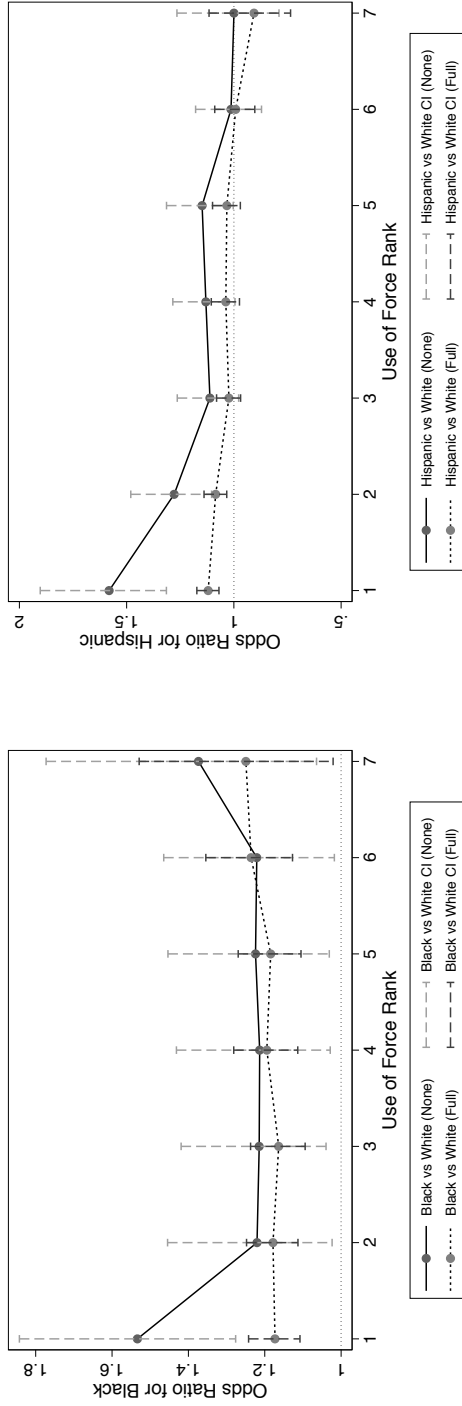 Odds Ratio for Black
1.8
1.6
1.4
1.2
1
1 2 3 4 5 6 7
Use of Force Rank
Black vs White (None) Black vs White CI (None)
Black vs White (Full) Black vs White CI (Full)
Odds Ratio for Hispanic
2
1.5
1
.5
1 2 3 4 5 6 7
Use of Force Rank
Hispanic vs White (None) Hispanic vs White CI (None)
Hispanic vs White (Full) Hispanic vs White CI (Full)